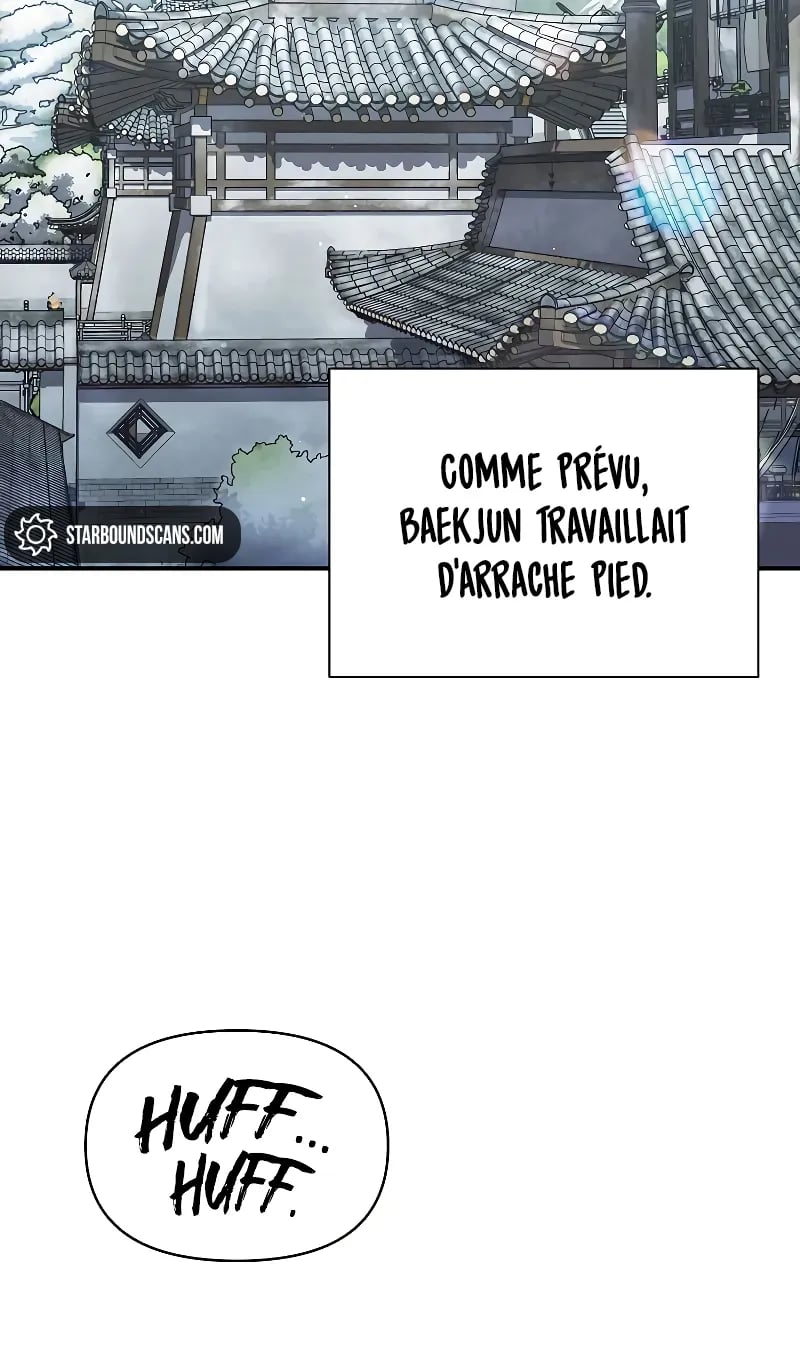 STARBOUNDSCANS.COM
COMME PRÉVU,
BAEKJUN TRAVAILLAIT
D'ARRACHE PIED.
HUFF...
HUFF.